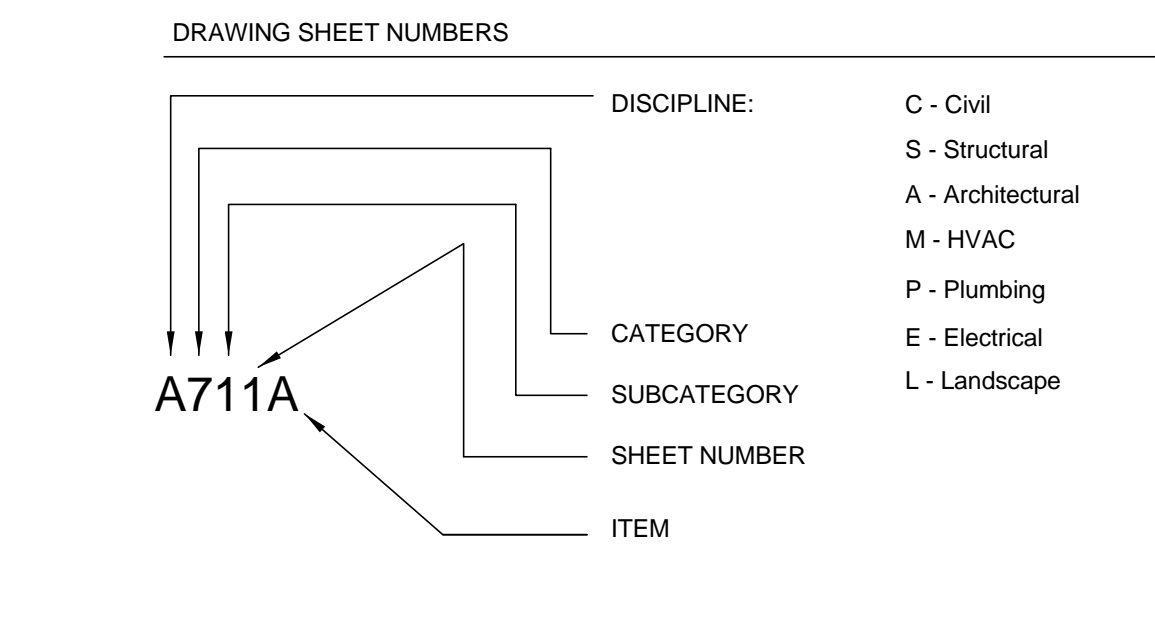 DRAWING SHEET NUMBERS
DISCIPLINE:
C - Civil
S - Structural
A - Architectural
M - HVAC
P - Plumbing
E - Electrical
L - Landscape
CATEGORY
SUBCATEGORY
SHEET NUMBER
ITEM
A711A